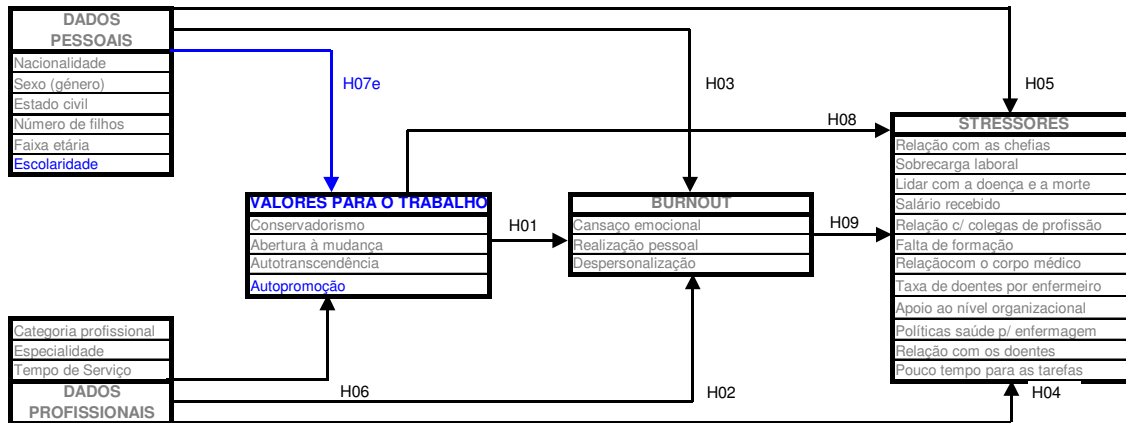 DADOS
PESSOAIS
Nacionalidade
Sexo (género)
Estado civil
Número de filhos
Faixa etária
Escolaridade
H07e
H03
H05
H08
STRESSORES
Relação com as chefias
Sobrecarga laboral
Lidar com a doença e a morte
Salário recebido
Relação c/ colegas de profissão
Falta de formação
Relaçãocom o corpo médico
Taxa de doentes por enfermeiro
Apoio ao nível organizacional
Políticas saúde p/ enfermagem
Relação com os doentes
Pouco tempo para as tarefas
VALORES PARA O TRABALHO
Conservadorismo
Abertura à mudança
Autotranscendência
Autopromoção
H01
BURNOUT
Cansaço emocional
Realização pessoal
Despersonalização
H09
Categoria profissional
Especialidade
Tempo de Serviço
DADOS
PROFISSIONAIS
H06
H02
H04